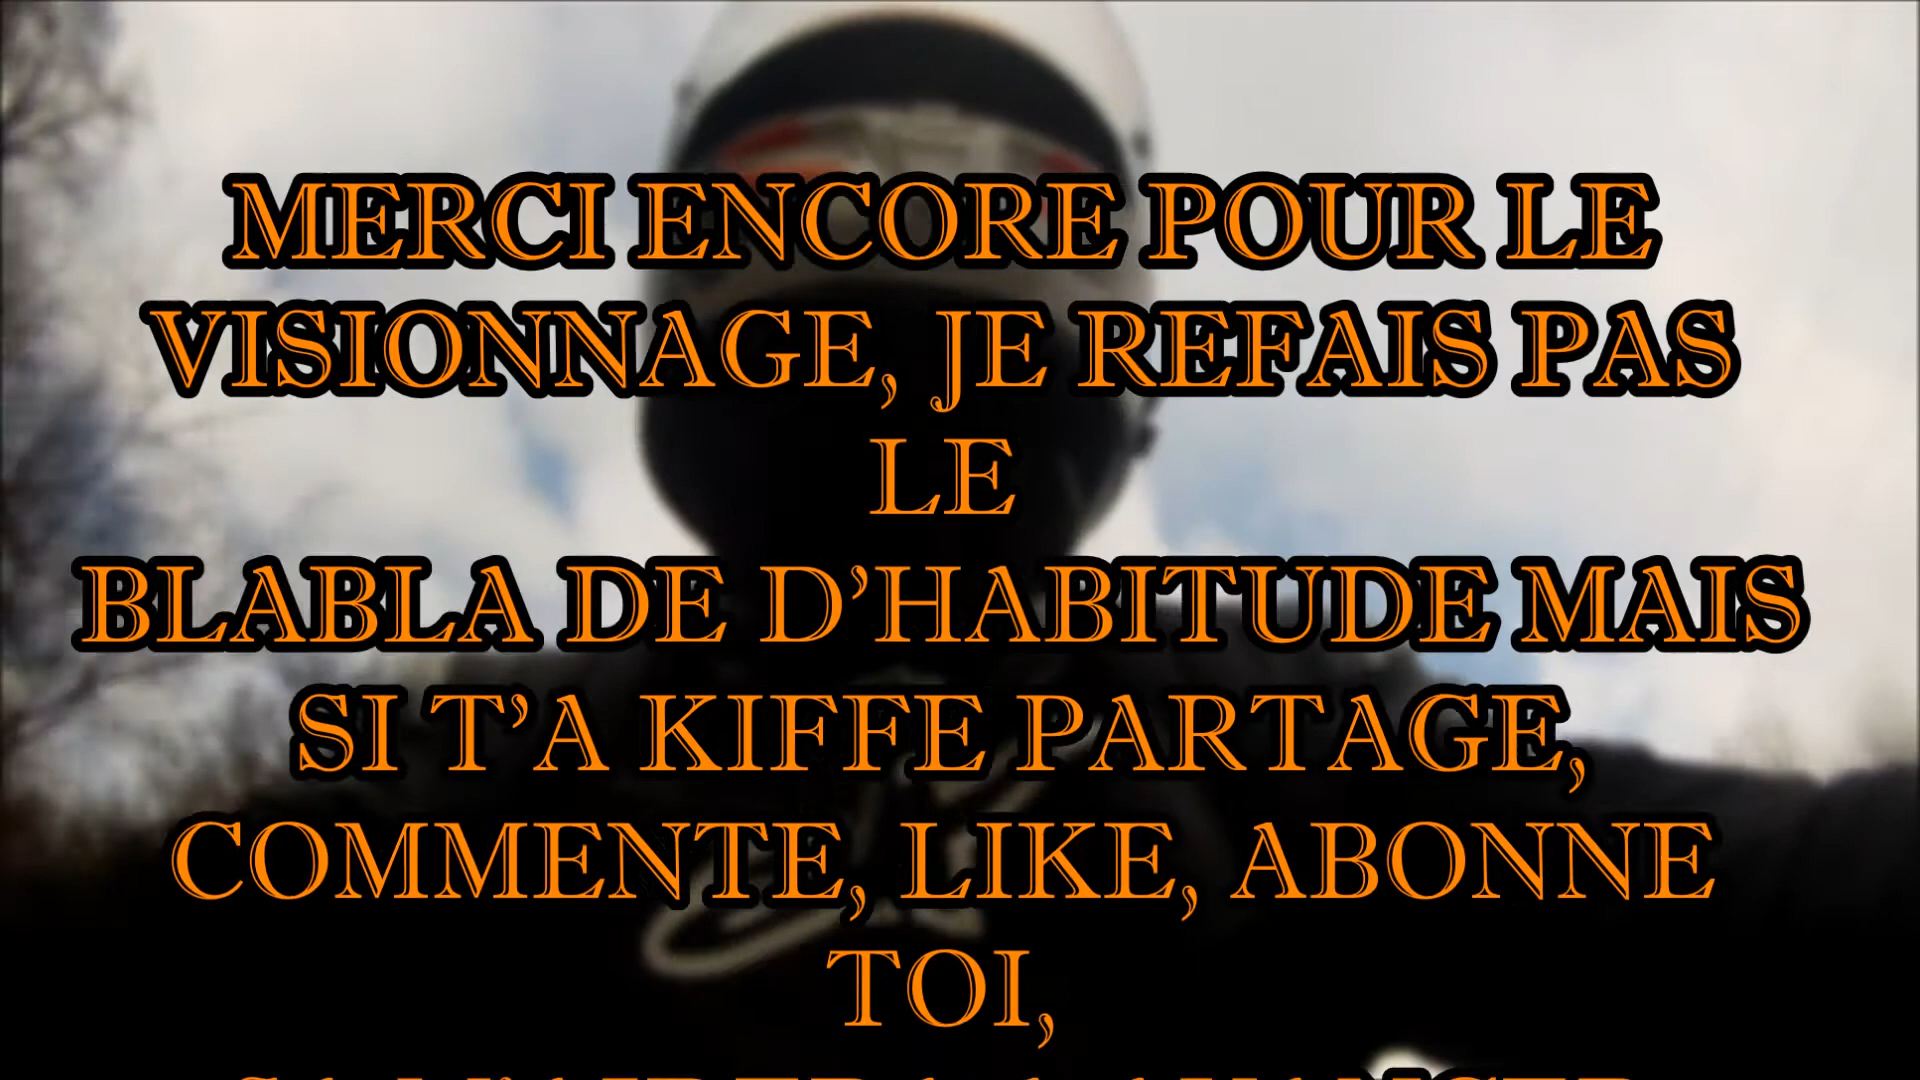 MERCI ENCORE POUR LE
VISIONNAGE, JE REFAIS PAS
LE
BLABLA DE D’HABITUDE MAIS
SI T’A KIFFE PARTAGE,
COMMENTE, LIKE, ABONNE
TOI,